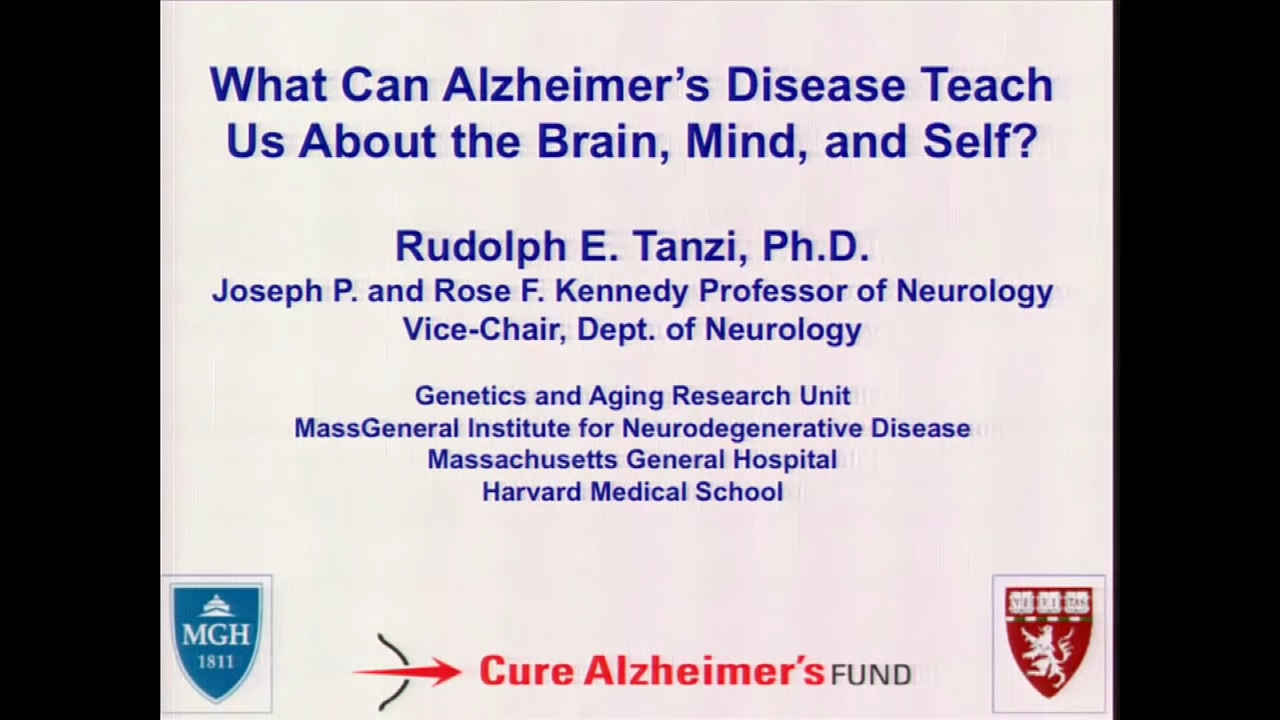 What Can Alzheimer's Disease Teach
Us About the Brain, Mind, and Self?
Rudolph E. Tanzi, Ph.D.
Joseph P. and Rose F. Kennedy Professor of Neurology
Vice-Chair, Dept. of Neurology
Genetics and Aging Research Unit
MassGeneral Institute for Neurodegenerative Disease
Massachusetts General Hospital
Harvard Medical School
MGH
1811
Cure Alzheimer's FUND